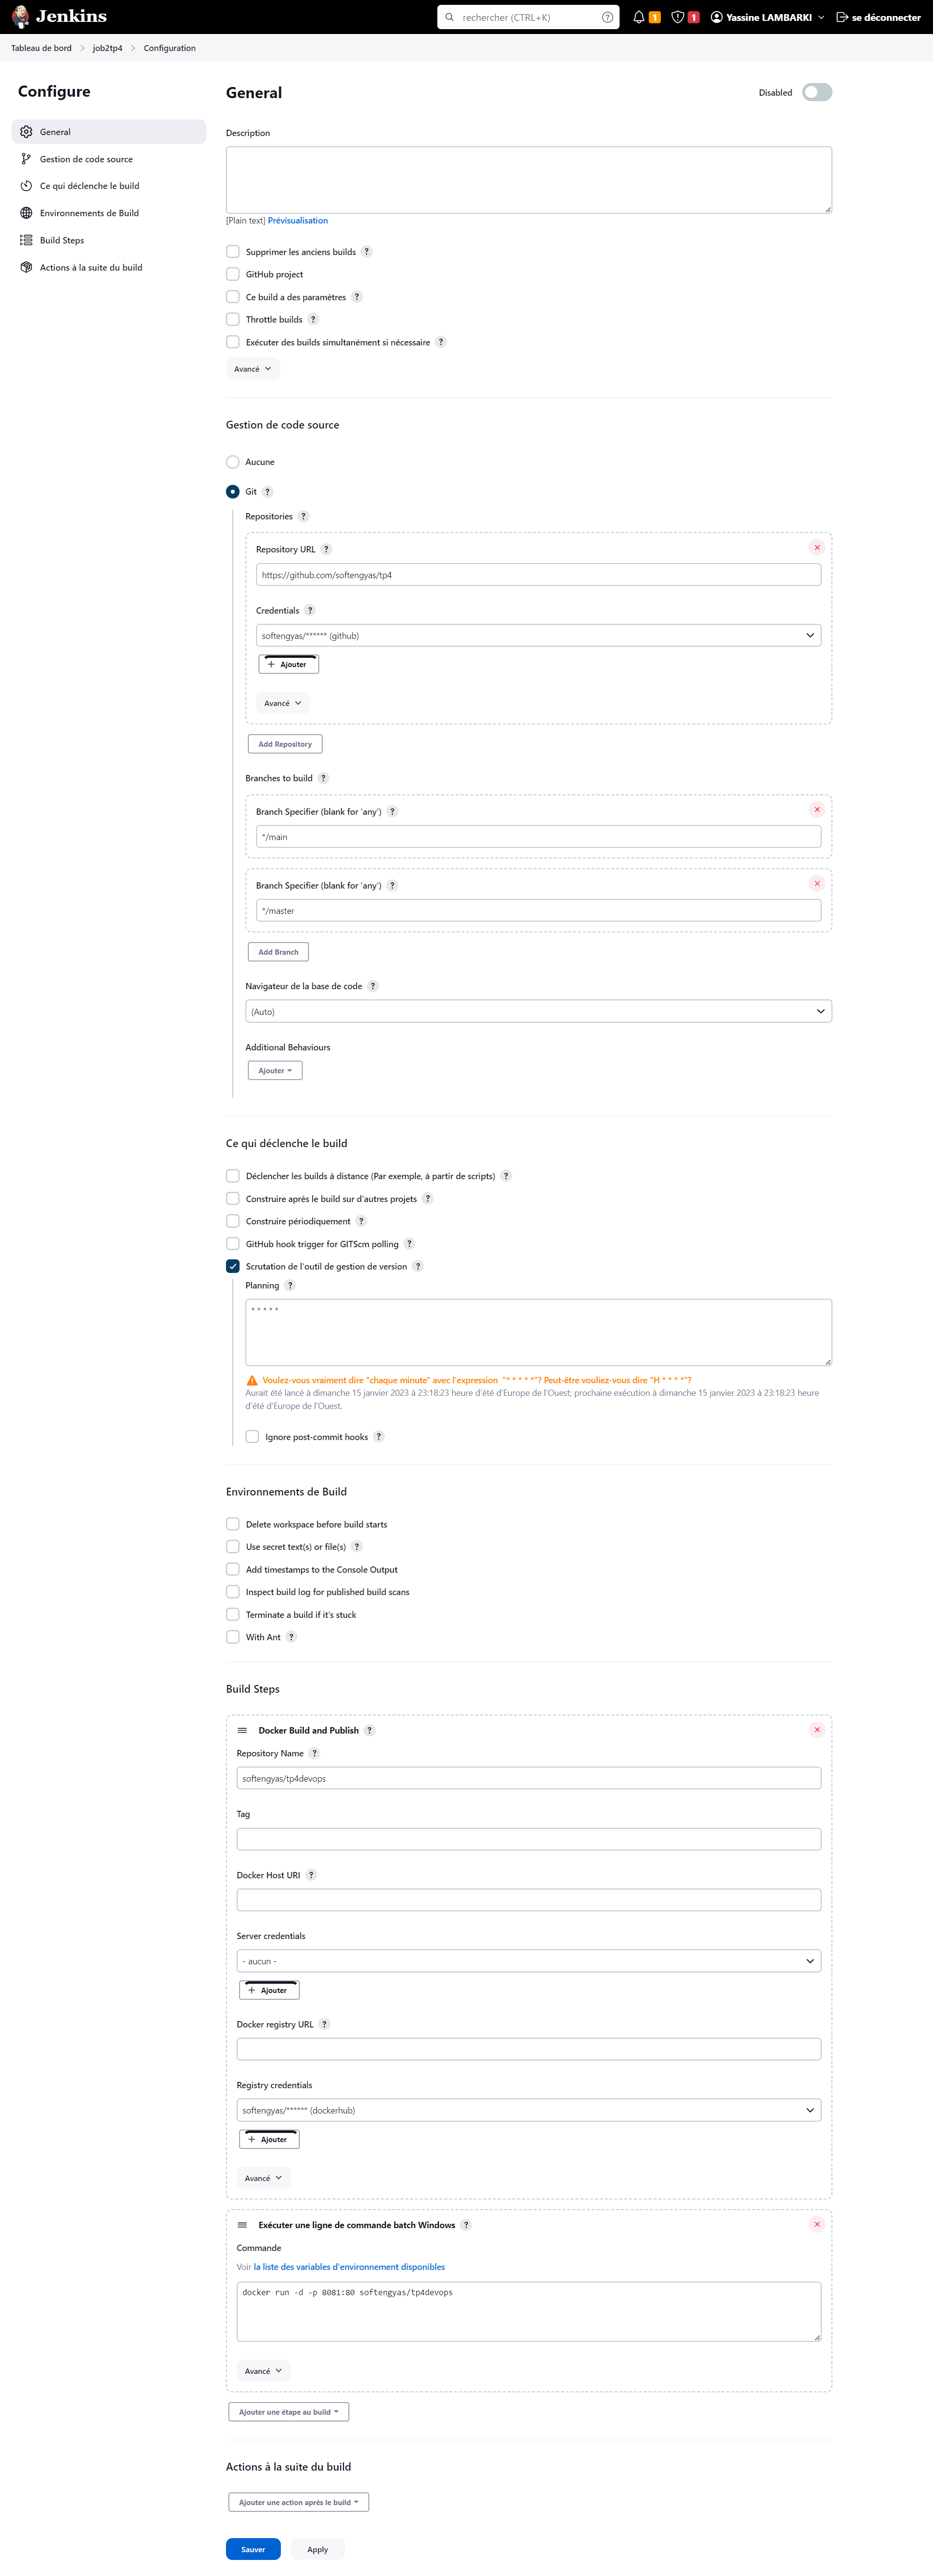 Jenkins
rechercher (CTRL+K)
?
1
1
Yassine LAMBARKI
se déconnecter
Tableau de bord
job2tp4
Configuration
Configure
General
Gestion de code source
Ce qui déclenche le build
Environnements de Build
Build Steps
Actions à la suite du build
General
Disabled
Description
[Plain text] Prévisualisation
Supprimer les anciens builds ?
GitHub project
Ce build a des paramètres ?
Throttle builds ?
Exécuter des builds simultanément si nécessaire ?
Avancé
Gestion de code source
Aucune
Git ?
Repositories ?
Repository URL ?
https://github.com/softengyas/tp4
Credentials ?
softengyas/****** (github)
+ Ajouter
Avancé
Add Repository
Branches to build ?
Branch Specifier (blank for 'any') ?
*/main
Branch Specifier (blank for 'any') ?
*/master
Add Branch
Navigateur de la base de code ?
(Auto)
Additional Behaviours
Ajouter
Ce qui déclenche le build
Déclencher les builds à distance (Par exemple, à partir de scripts) ?
Construire après le build sur d'autres projets ?
Construire périodiquement ?
GitHub hook trigger for GITScm polling ?
Scrutation de l'outil de gestion de version ?
Planning ?
* * * * *
Voulez-vous vraiment dire "chaque minute" avec l'expression "* * * * *"? Peut-être vouliez-vous dire "H * * * *"?
Aurait été lancé à dimanche 15 janvier 2023 à 23:18:23 heure d'été d'Europe de l'Ouest; prochaine exécution à dimanche 15 janvier 2023 à 23:18:23 heure
d'été d'Europe de l'Ouest.
Ignore post-commit hooks ?
Environnements de Build
Delete workspace before build starts
Use secret text(s) or file(s) ?
Add timestamps to the Console Output
Inspect build log for published build scans
Terminate a build if it's stuck
With Ant ?
Build Steps
Docker Build and Publish ?
Repository Name ?
softengyas/tp4devops
Tag
Docker Host URI ?
Server credentials
- aucun -
+ Ajouter
Docker registry URL ?
Registry credentials
softengyas/****** (dockerhub)
+ Ajouter
Avancé
Exécuter une ligne de commande batch Windows ?
Commande
Voir la liste des variables d'environnement disponibles
docker run -d -p 8081:80 softengyas/tp4devops
Avancé
Ajouter une étape au build
Actions à la suite du build
Ajouter une action après le build
Sauver
Apply